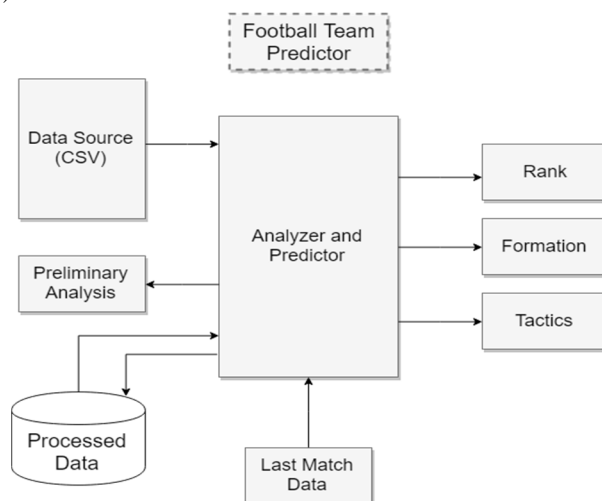 )
Football Team
Predictor
Data Source
(CSV)
Analyzer and
Predictor
Rank
Formation
Tactics
Preliminary
Analysis
Processed
Data
Last Match
Data